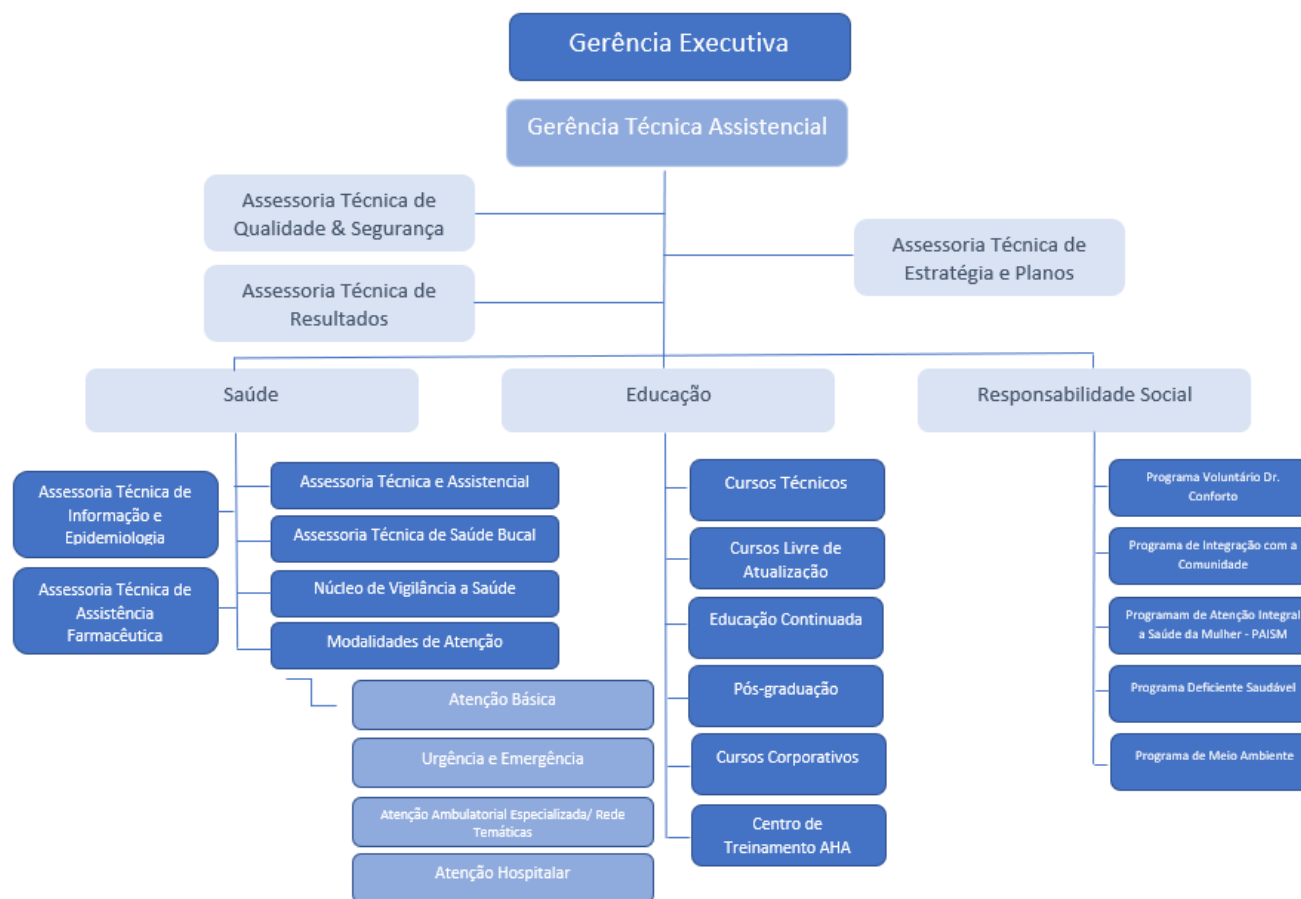 Gerência Executiva
Gerência Técnica Assistencial
Assessoria Técnica de
Qualidade & Segurança
Assessoria Técnica de
Estratégia e Planos
Assessoria Técnica de
Resultados
Saúde
Educação
Responsabilidade Social
Assessoria Técnica de
Informação e
Epidemiologia
Assessoria Técnica de
Assistência
Farmacêutica
Assessoria Técnica e Assistencial
Assessoria Técnica de Saúde Bucal
Núcleo de Vigilância a Saúde
Modalidades de Atenção
Atenção Básica
Urgência e Emergência
Atenção Ambulatorial Especializada/ Rede
Temáticas
Atenção Hospitalar
Cursos Técnicos
Cursos Livre de
Atualização
Educação Continuada
Pós-graduação
Cursos Corporativos
Centro de
Treinamento AHA
Programa Voluntário Dr.
Conforto
Programa de Integração com a
Comunidade
Programam de Atenção Integral
a Saúde da Mulher - PAISM
Programa Deficiente Saudável
Programa de Meio Ambiente